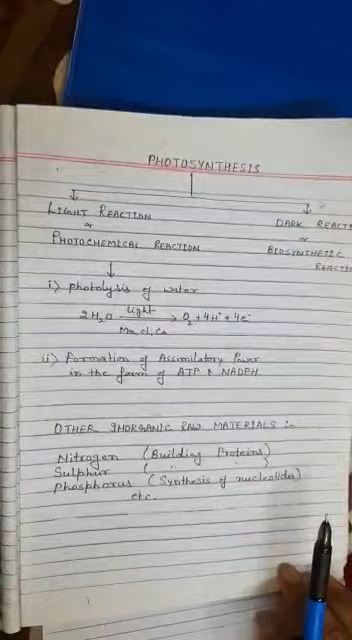 PHOTOSYNTHESIS
LIGHT REACTION
or
PHOTOCHEMICAL REACTION
DARK REACTI
or
BIOSYNTHETIC
REACTIO
i) photolysis of water
2H₂O light Mn, Cl, Ca → O₂ + 4H⁺ + 4e⁻
ii) Formation of Assimilatory Power
in the form of ATP & NADPH
OTHER INORGANIC RAW MATERIALS :-
Nitrogen (Building Proteins)
Sulphur ( " " )
Phosphorus (Synthesis of nucleotides)
etc.